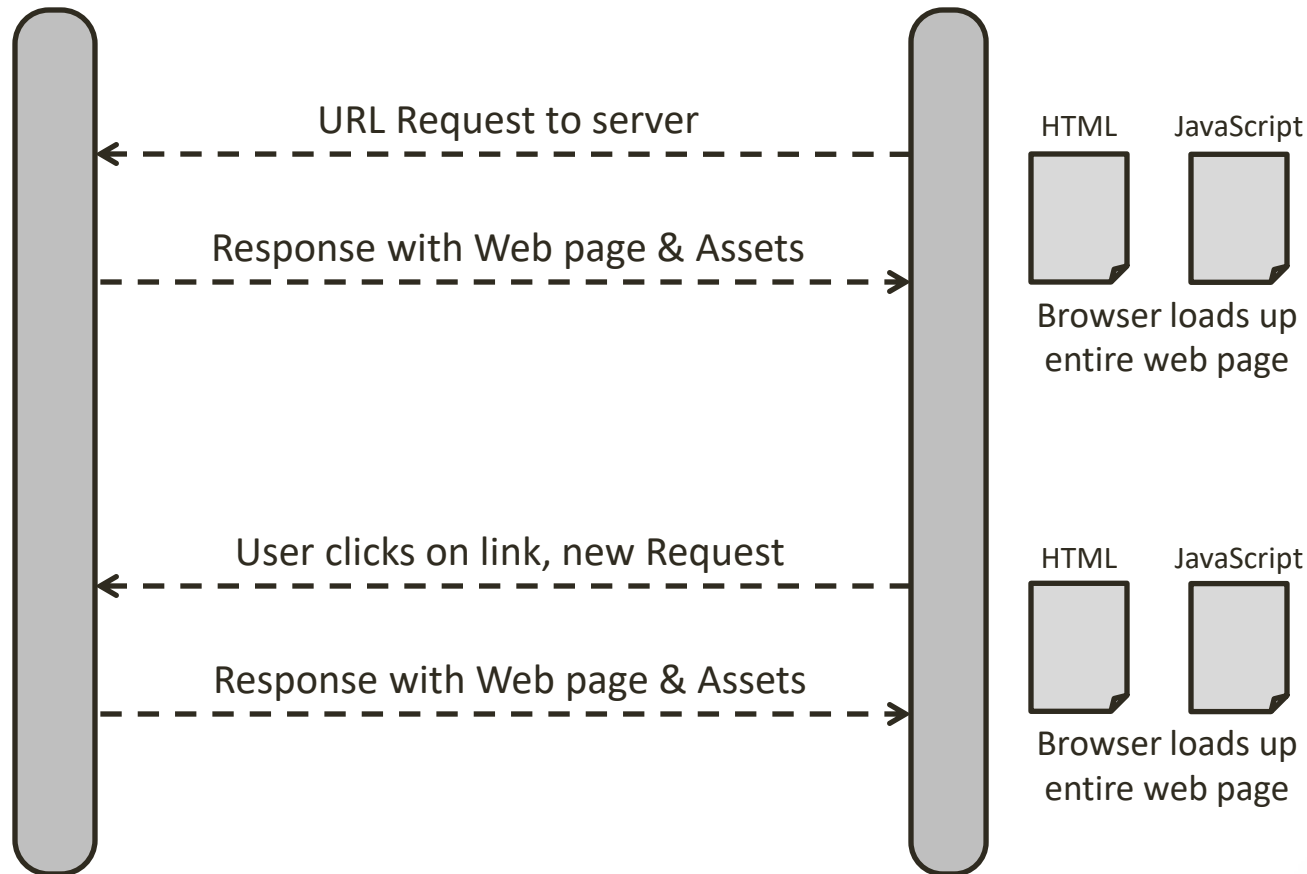 URL Request to server
HTML JavaScript
Response with Web page & Assets
Browser loads up
entire web page
User clicks on link, new Request
HTML JavaScript
Response with Web page & Assets
Browser loads up
entire web page